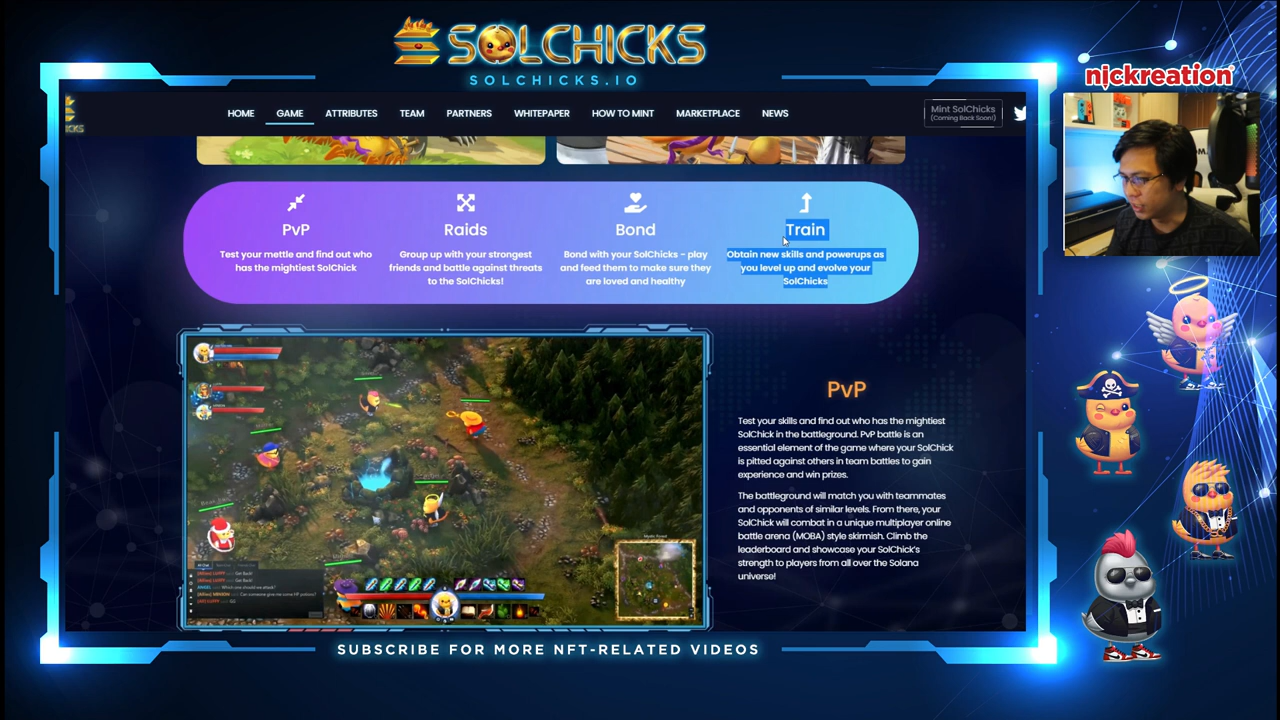 SOLCHICKS
SOLCHICKS.IO
nickreation
HOME GAME ATTRIBUTES TEAM PARTNERS WHITEPAPER HOW TO MINT MARKETPLACE NEWS
Mint SolChicks
(Coming Back Soon!)
PvP
Test your mettle and find out who
has the mightiest SolChick
Raids
Group up with your strongest
friends and battle against threats
to the SolChicks!
Bond
Bond with your SolChicks - play
and feed them to make sure they
are loved and healthy
Train
Obtain new skills and powerups as
you level up and evolve your
SolChicks
PvP
Test your skills and find out who has the mightiest
SolChick in the battleground. PvP battle is an
essential element of the game where your SolChick
is pitted against others in team battles to gain
experience and win prizes.
The battleground will match you with teammates
and opponents of similar levels. From there, your
SolChick will combat in a unique multiplayer online
battle arena (MOBA) style skirmish. Climb the
leaderboard and showcase your SolChick's
strength to players from all over the Solana
universe!
SUBSCRIBE FOR MORE NFT-RELATED VIDEOS